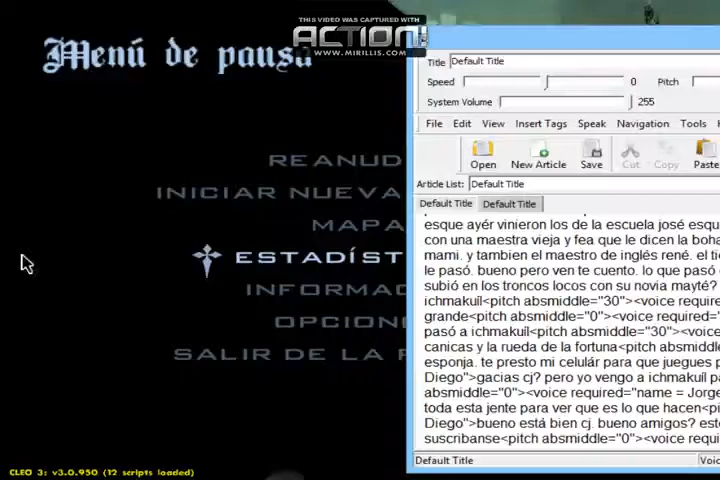 THIS VIDEO WAS CAPTURED WITH
ACTION!
WWW.MIRILLIS.COM
Menú de pausa
REANUD
INICIAR NUEVA
MAPA
ESTADÍST
INFORMAC
OPCIONE
SALIR DE LA P
CLEO 3: v3.0.950 (12 scripts loaded)
Title Default Title
Speed 0 Pitch
System Volume 255
File Edit View Insert Tags Speak Navigation Tools H
Open New Article Save Cut Copy Paste
Article List: Default Title
Default Title Default Title
esque ayér vinieron los de la escuela josé esqu
con una maestra vieja y fea que le dicen la boha
mami. y tambien el maestro de inglés rené. el tie
le pasó. bueno pero ven te cuento. lo que pasó
subió en los troncos locos con su novia mayté?
ichmakuíl<pitch absmiddle="30"><voice require
grande<pitch absmiddle="0"><voice required="
pasó a ichmakuíl<pitch absmiddle="30"><voice
canicas y la rueda de la fortuna<pitch absmiddle
esponja. te presto mi celulár para que juegues p
Diego">gacias cj? pero yo vengo a ichmakuíl pa
absmiddle="0"><voice required="name = Jorge
toda esta jente para ver que es lo que hacen<pi
Diego">bueno está bien cj. bueno amigos? este
suscribanse<pitch absmiddle="0"><voice requi
Default Title Voic